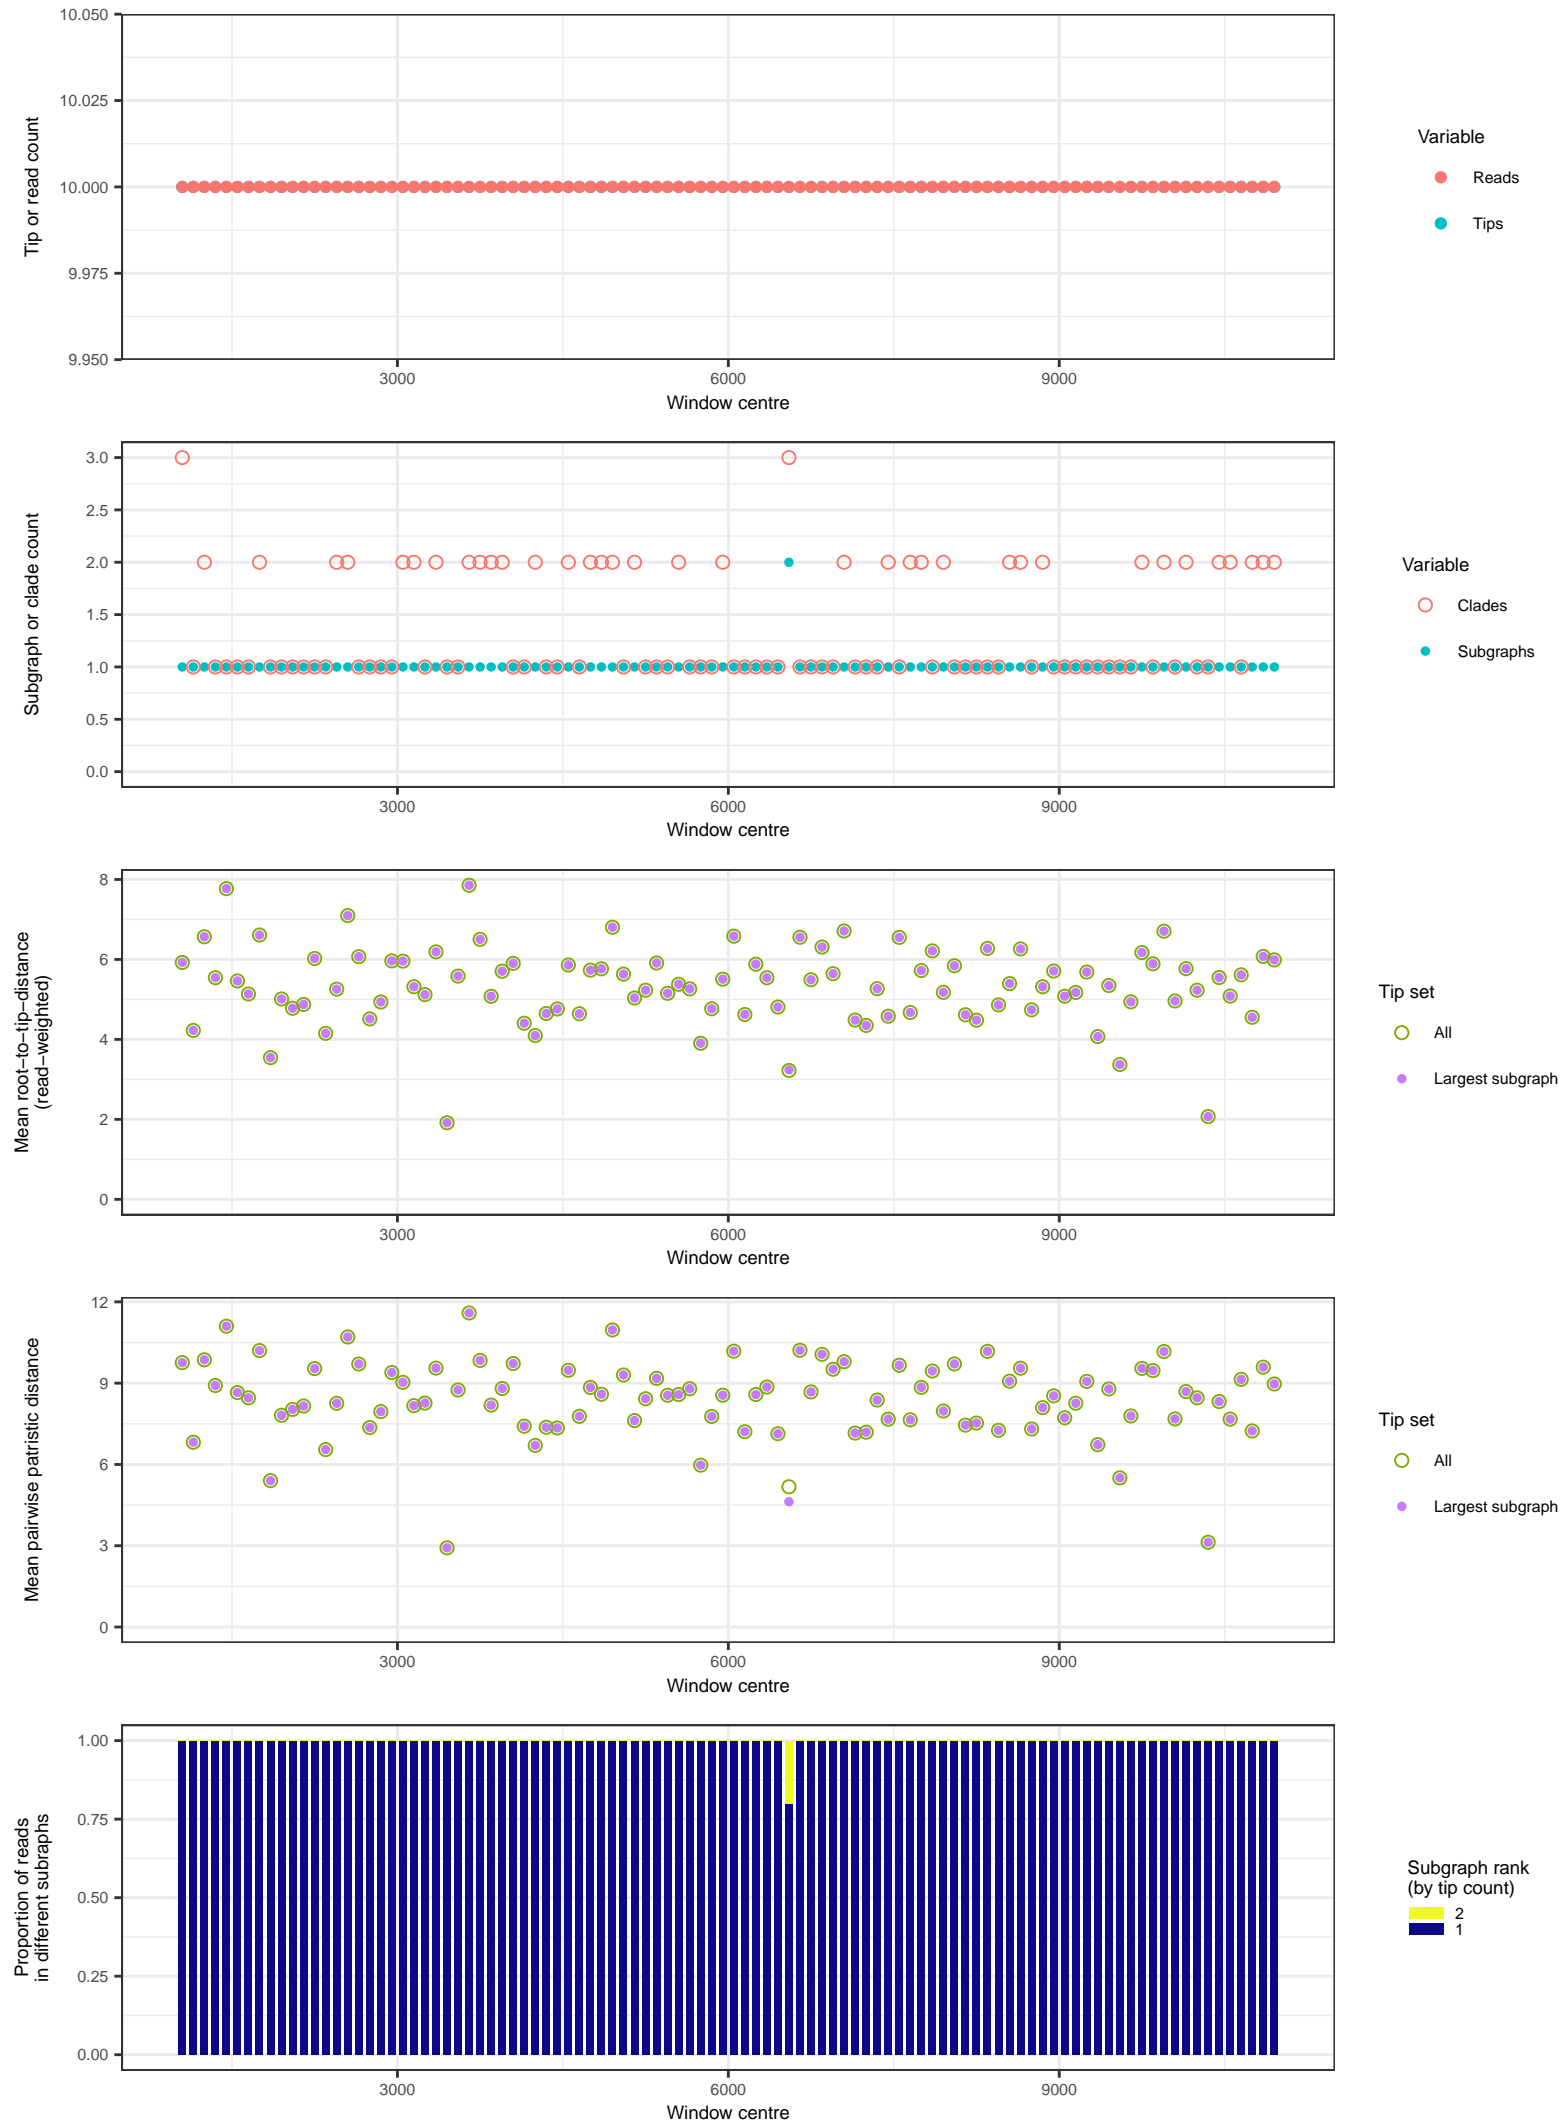 10.050
10.025
10.000
9.975
9.950
Tip or read count
3000 6000 9000
Window centre
Variable
Reads
Tips
3.0
2.5
2.0
1.5
1.0
0.5
0.0
Subgraph or clade count
3000 6000 9000
Window centre
Variable
Clades
Subgraphs
8
6
4
2
0
Mean root−to−tip−distance
(read−weighted)
3000 6000 9000
Window centre
Tip set
All
Largest subgraph
12
9
6
3
0
Mean pairwise patristic distance
3000 6000 9000
Window centre
Tip set
All
Largest subgraph
1.00
0.75
0.50
0.25
0.00
Proportion of reads
in different subraphs
3000 6000 9000
Window centre
Subgraph rank
(by tip count)
2
1